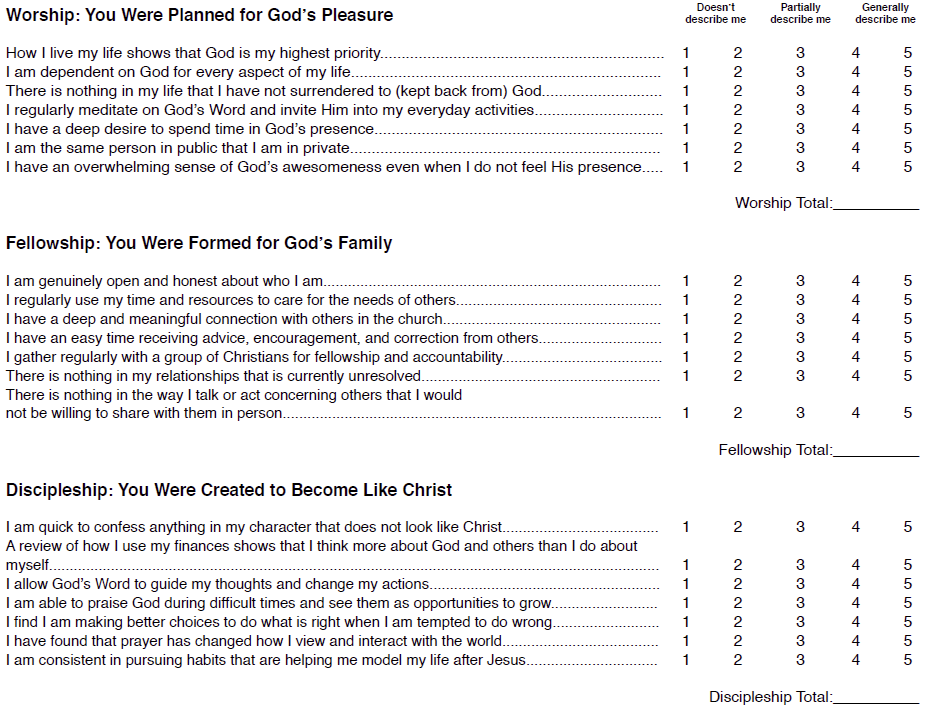 Worship: You Were Planned for God's Pleasure
Doesn't describe me
Partially describe me
Generally describe me
How I live my life shows that God is my highest priority.................................................................... 1 2 3 4 5
I am dependent on God for every aspect of my life........................................................................... 1 2 3 4 5
There is nothing in my life that I have not surrendered to (kept back from) God............................. 1 2 3 4 5
I regularly meditate on God's Word and invite Him into my everyday activities............................... 1 2 3 4 5
I have a deep desire to spend time in God's presence...................................................................... 1 2 3 4 5
I am the same person in public that I am in private........................................................................... 1 2 3 4 5
I have an overwhelming sense of God's awesomeness even when I do not feel His presence..... 1 2 3 4 5
Worship Total:__________
Fellowship: You Were Formed for God's Family
I am genuinely open and honest about who I am................................................................................. 1 2 3 4 5
I regularly use my time and resources to care for the needs of others.................................................. 1 2 3 4 5
I have a deep and meaningful connection with others in the church..................................................... 1 2 3 4 5
I have an easy time receiving advice, encouragement, and correction from others.............................. 1 2 3 4 5
I gather regularly with a group of Christians for fellowship and accountability....................................... 1 2 3 4 5
There is nothing in my relationships that is currently unresolved.......................................................... 1 2 3 4 5
There is nothing in the way I talk or act concerning others that I would
not be willing to share with them in person........................................................................................... 1 2 3 4 5
Fellowship Total:__________
Discipleship: You Were Created to Become Like Christ
I am quick to confess anything in my character that does not look like Christ...................................... 1 2 3 4 5
A review of how I use my finances shows that I think more about God and others than I do about
myself.................................................................................................................................................... 1 2 3 4 5
I allow God's Word to guide my thoughts and change my actions........................................................ 1 2 3 4 5
I am able to praise God during difficult times and see them as opportunities to grow.......................... 1 2 3 4 5
I find I am making better choices to do what is right when I am tempted to do wrong.......................... 1 2 3 4 5
I have found that prayer has changed how I view and interact with the world...................................... 1 2 3 4 5
I am consistent in pursuing habits that are helping me model my life after Jesus................................ 1 2 3 4 5
Discipleship Total:__________